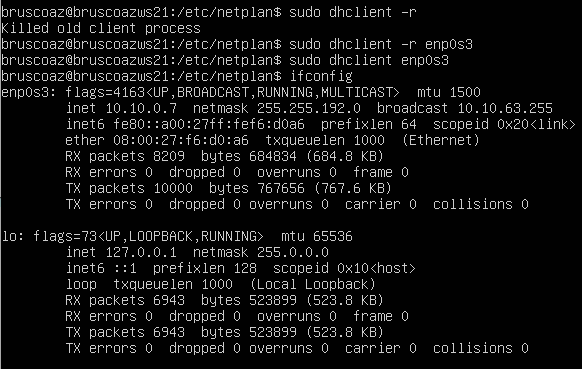 bruscoaz@bruscoazws21:/etc/netplan$ sudo dhclient -r
Killed old client process
bruscoaz@bruscoazws21:/etc/netplan$ sudo dhclient -r enp0s3
bruscoaz@bruscoazws21:/etc/netplan$ sudo dhclient enp0s3
bruscoaz@bruscoazws21:/etc/netplan$ ifconfig
enp0s3: flags=4163<UP,BROADCAST,RUNNING,MULTICAST>  mtu 1500
        inet 10.10.0.7  netmask 255.255.192.0  broadcast 10.10.63.255
        inet6 fe80::a00:27ff:fef6:d0a6  prefixlen 64  scopeid 0x20<link>
        ether 08:00:27:f6:d0:a6  txqueuelen 1000  (Ethernet)
        RX packets 8209  bytes 684834 (684.8 KB)
        RX errors 0  dropped 0  overruns 0  frame 0
        TX packets 10000  bytes 767656 (767.6 KB)
        TX errors 0  dropped 0 overruns 0  carrier 0  collisions 0

lo: flags=73<UP,LOOPBACK,RUNNING>  mtu 65536
        inet 127.0.0.1  netmask 255.0.0.0
        inet6 ::1  prefixlen 128  scopeid 0x10<host>
        loop  txqueuelen 1000  (Local Loopback)
        RX packets 6943  bytes 523899 (523.8 KB)
        RX errors 0  dropped 0  overruns 0  frame 0
        TX packets 6943  bytes 523899 (523.8 KB)
        TX errors 0  dropped 0 overruns 0  carrier 0  collisions 0